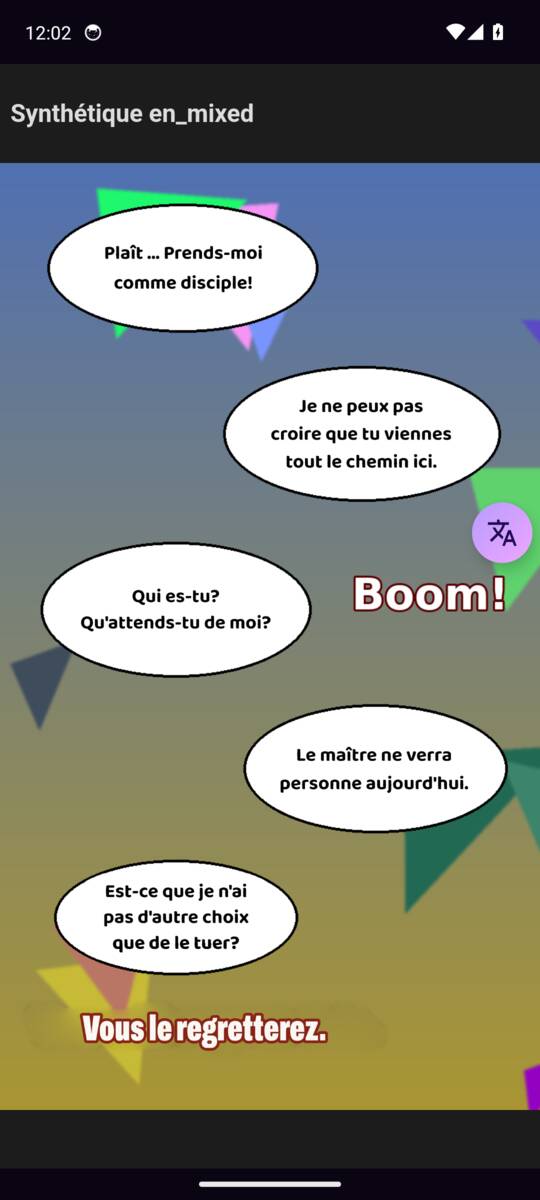 12:02
Synthétique en_mixed
Plaît ... Prends-moi
comme disciple!
Je ne peux pas
croire que tu viennes
tout le chemin ici.
Qui es-tu?
Qu'attends-tu de moi?
Boom!
Le maître ne verra
personne aujourd'hui.
Est-ce que je n'ai
pas d'autre choix
que de le tuer?
Vous le regretterez.